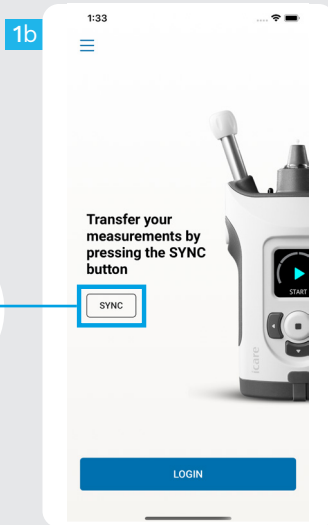 1b
1:33
Transfer your
measurements by
pressing the SYNC
button
SYNC
START
icare
LOGIN